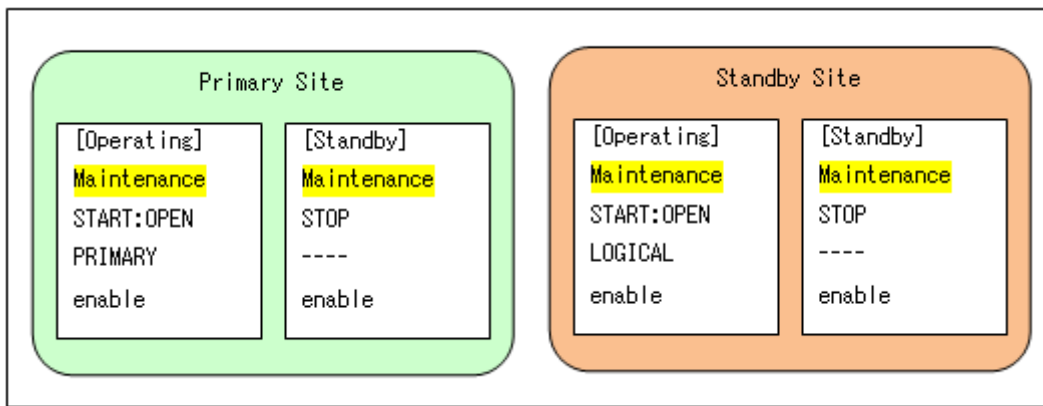 Primary Site
[Operating]
Maintenance
START:OPEN
PRIMARY
enable
[Standby]
Maintenance
STOP
----
enable
Standby Site
[Operating]
Maintenance
START:OPEN
LOGICAL
enable
[Standby]
Maintenance
STOP
----
enable